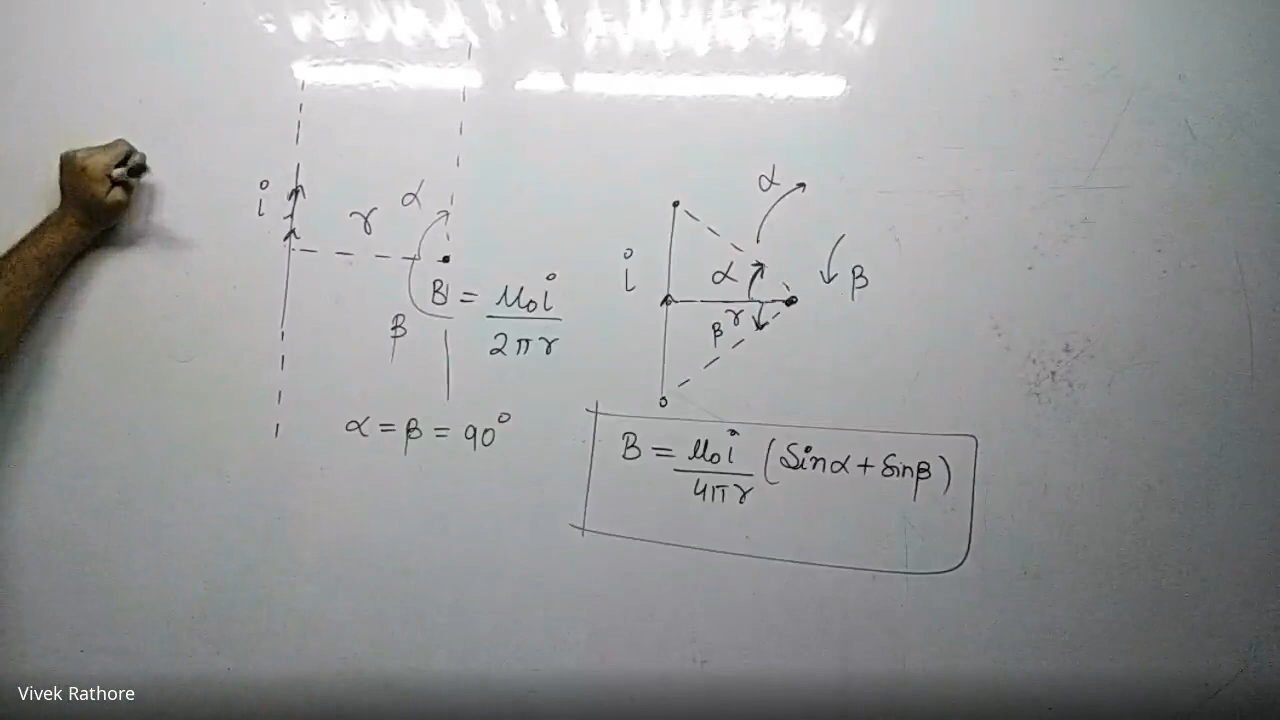 i
r
α
B = μ₀i / 2πr
β
α = β = 90°
α
i
α
β
r
β
B = μ₀i / 4πr (Sinα + Sinβ)
Vivek Rathore